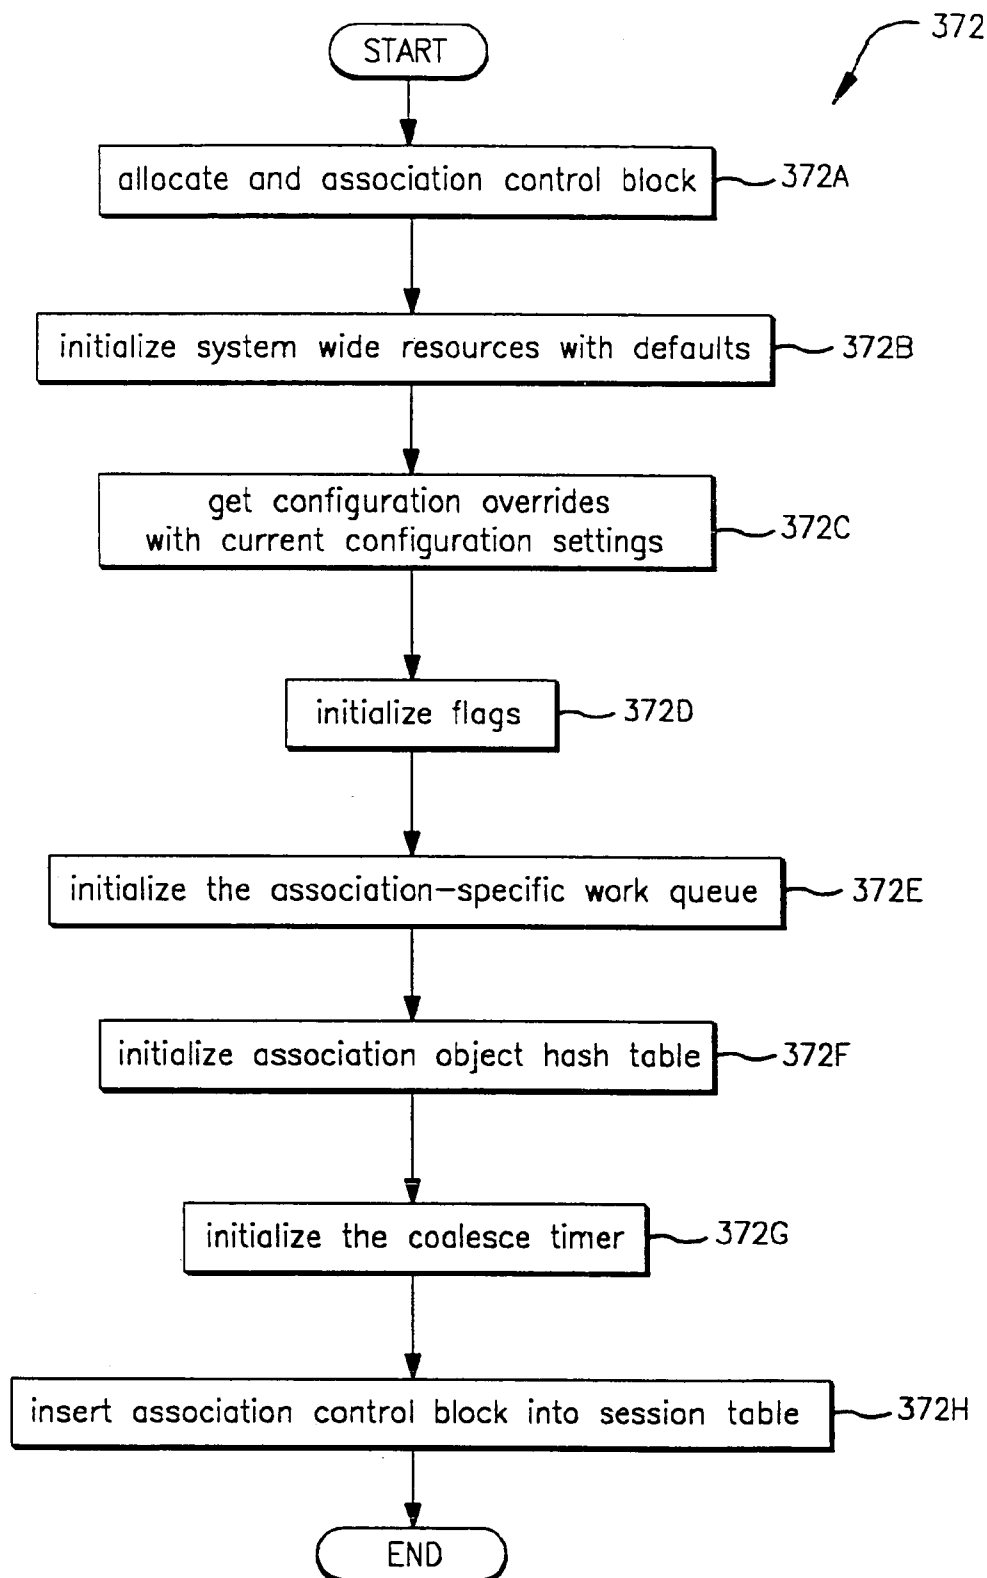 372
START
allocate and association control block
372A
initialize system wide resources with defaults
372B
get configuration overrides
with current configuration settings
372C
initialize flags
372D
initialize the association-specific work queue
372E
initialize association object hash table
372F
initialize the coalesce timer
372G
insert association control block into session table
372H
END